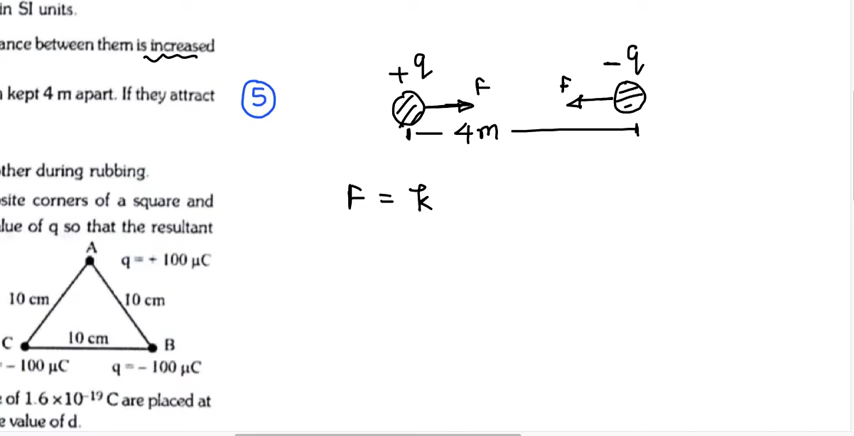 in SI units.
ance between them is increased
kept 4 m apart. If they attract
5
+q
F
F
-q
4m
ther during rubbing.
site corners of a square and
F = k
lue of q so that the resultant
A
q = + 100 μC
10 cm
10 cm
C
10 cm
B
= - 100 μC
q = - 100 μC
of 1.6 ×10⁻¹⁹ C are placed at
e value of d.